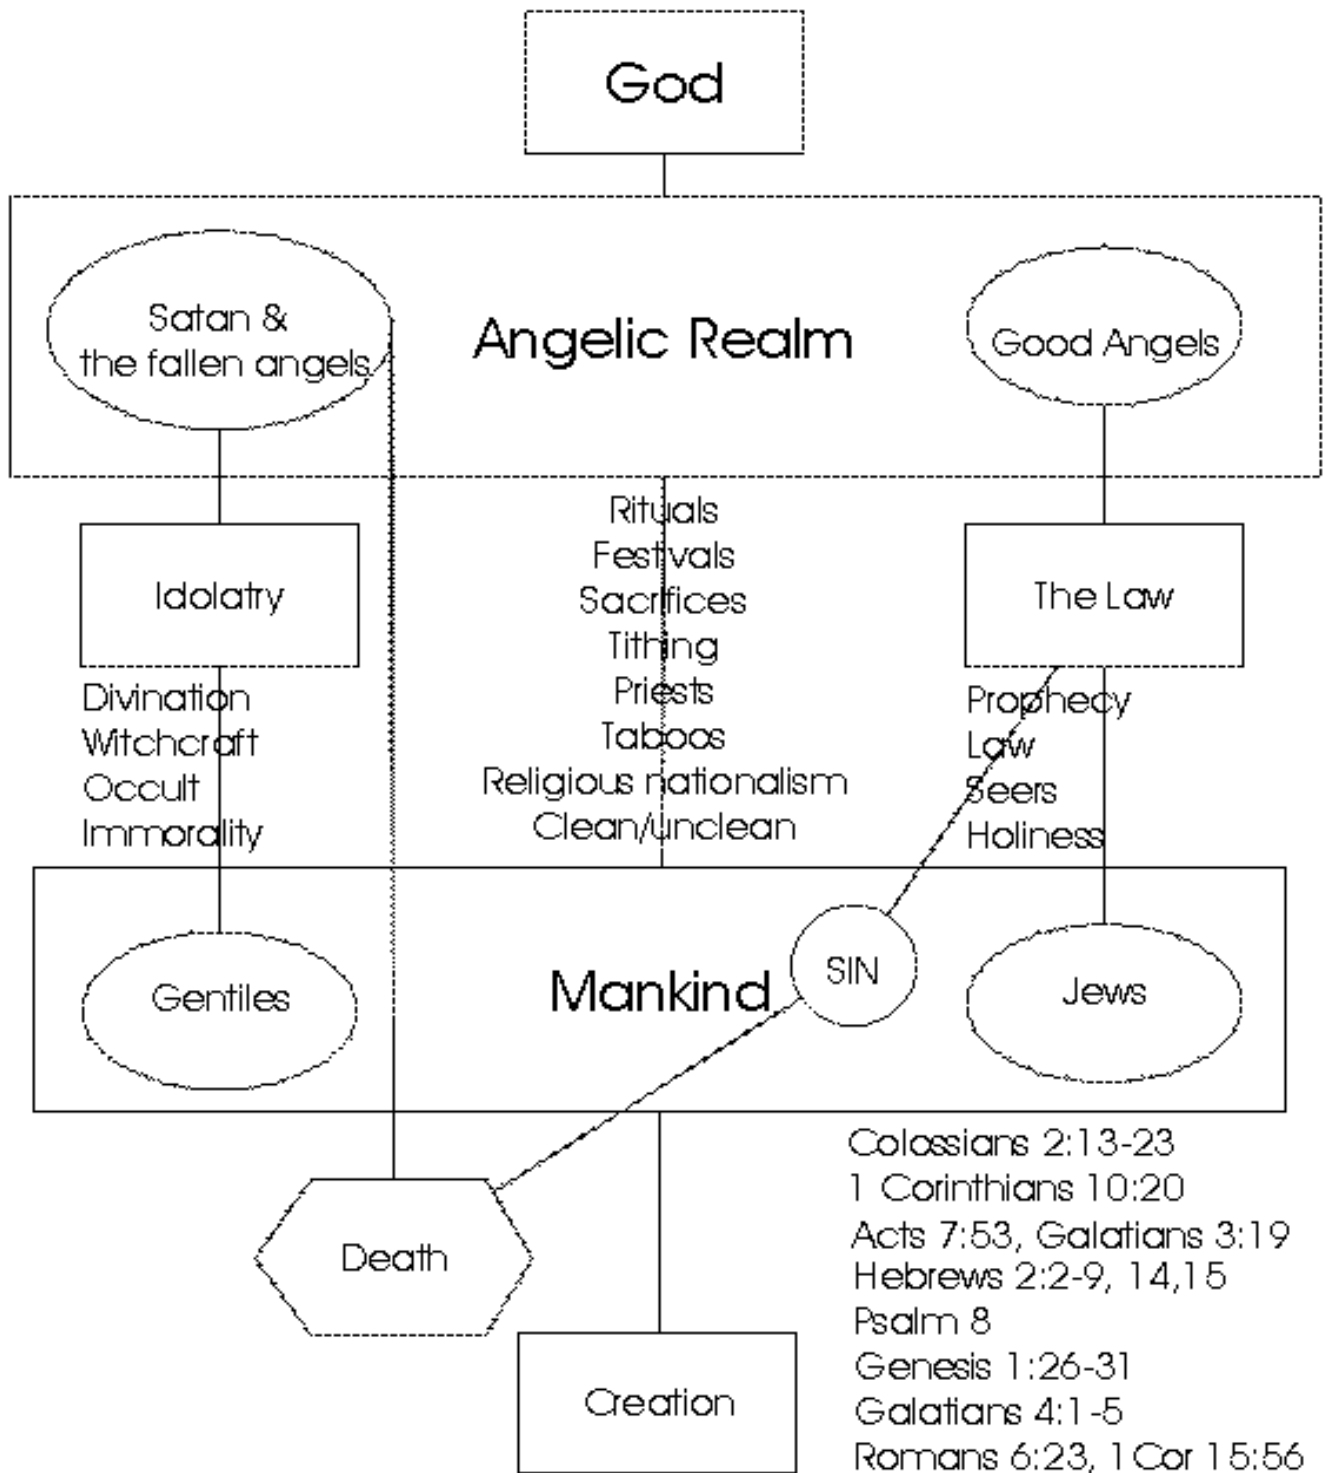 God
Satan &
the fallen angels
Angelic Realm
Good Angels
Idolatry
Rituals
Festivals
Sacrifices
Tithing
Priests
Taboos
Religious nationalism
Clean/unclean
The Law
Divination
Witchcraft
Occult
Immorality
Prophecy
Law
Seers
Holiness
Gentiles
Mankind
SIN
Jews
Death
Creation
Colossians 2:13-23
1 Corinthians 10:20
Acts 7:53, Galatians 3:19
Hebrews 2:2-9, 14,15
Psalm 8
Genesis 1:26-31
Galatians 4:1-5
Romans 6:23, 1Cor 15:56